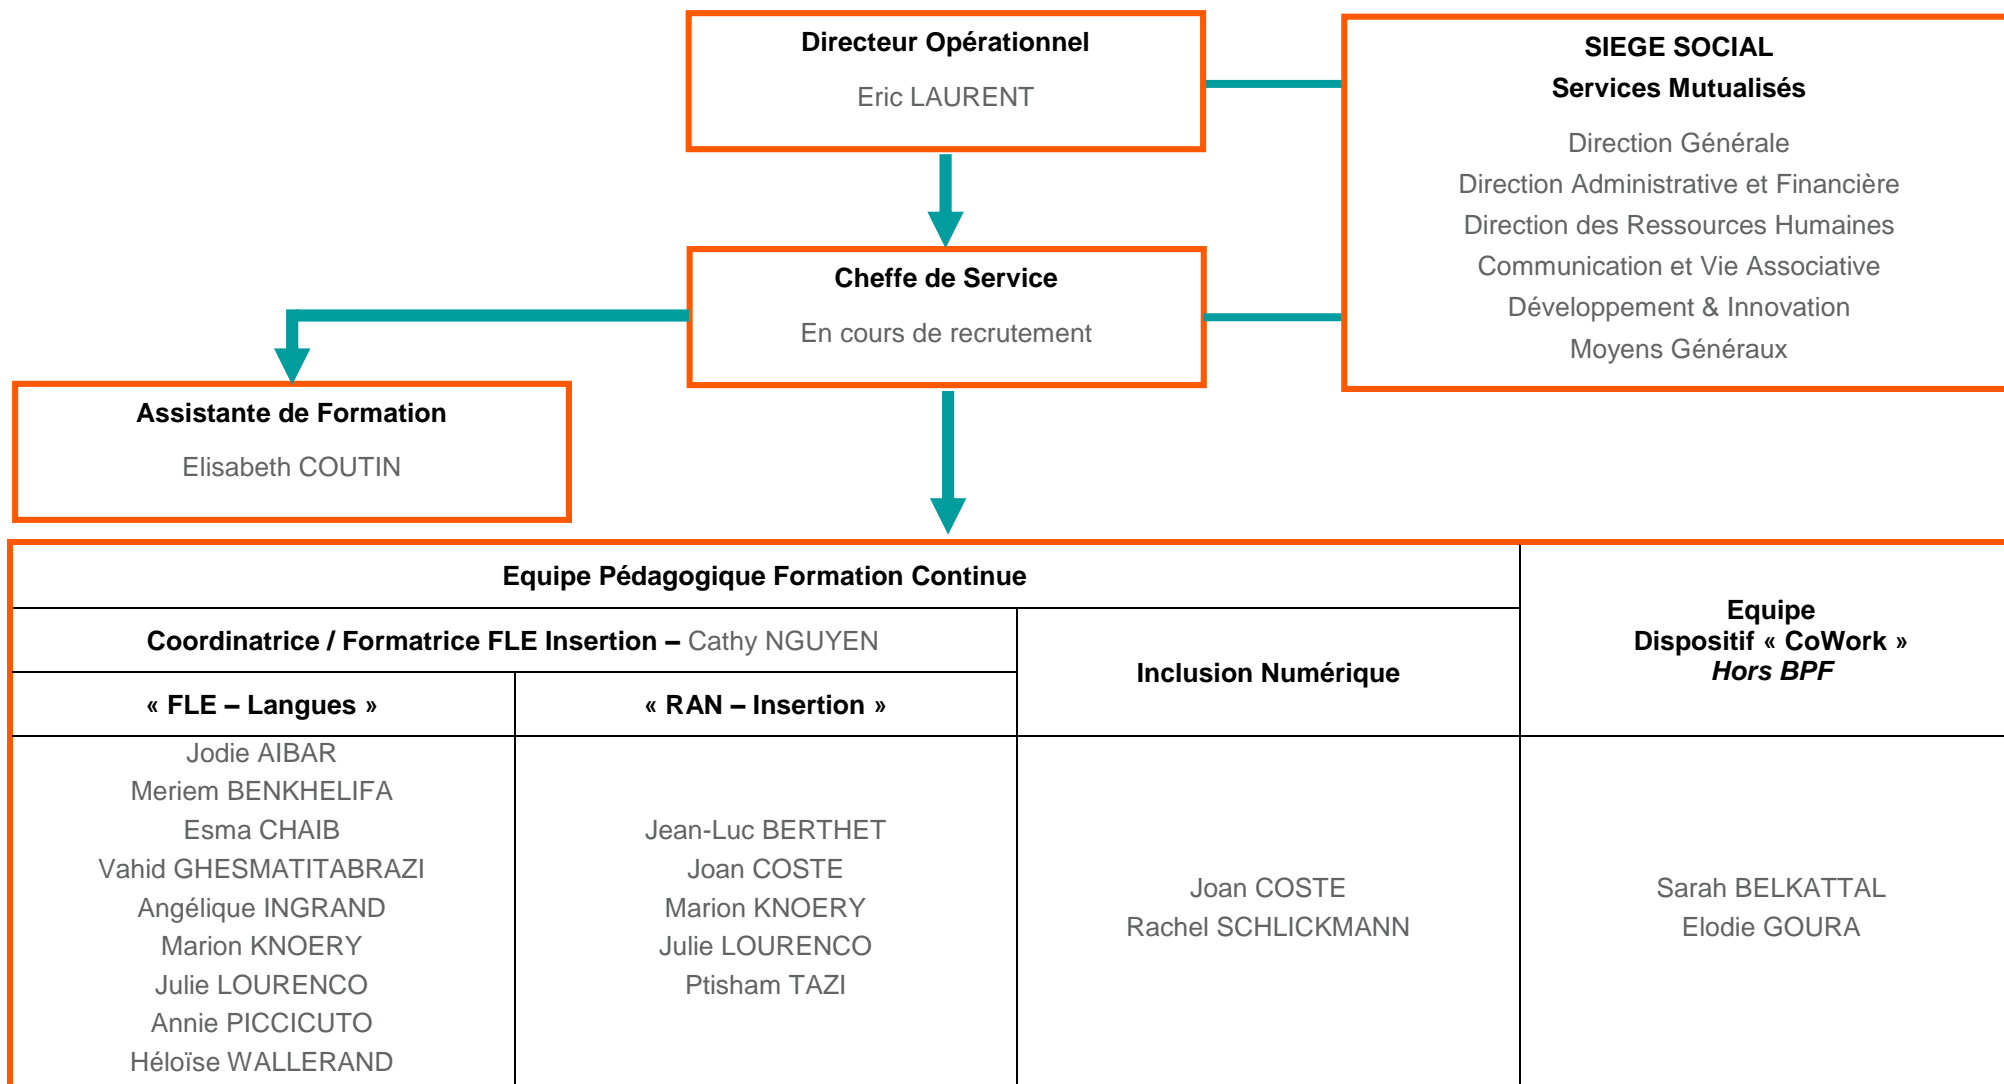 Directeur Opérationnel
Eric LAURENT
SIEGE SOCIAL
Services Mutualisés
Direction Générale
Direction Administrative et Financière
Direction des Ressources Humaines
Communication et Vie Associative
Développement & Innovation
Moyens Généraux
Cheffe de Service
En cours de recrutement
Assistante de Formation
Elisabeth COUTIN
Equipe Pédagogique Formation Continue
Coordinatrice / Formatrice FLE Insertion – Cathy NGUYEN
« FLE – Langues »
« RAN – Insertion »
Inclusion Numérique
Equipe
Dispositif « CoWork »
Hors BPF
Jodie AIBAR
Meriem BENKHELIFA
Esma CHAIB
Vahid GHESMATITABRAZI
Angélique INGRAND
Marion KNOERY
Julie LOURENCO
Annie PICCICUTO
Héloïse WALLERAND
Jean-Luc BERTHET
Joan COSTE
Marion KNOERY
Julie LOURENCO
Ptisham TAZI
Joan COSTE
Rachel SCHLICKMANN
Sarah BELKATTAL
Elodie GOURA